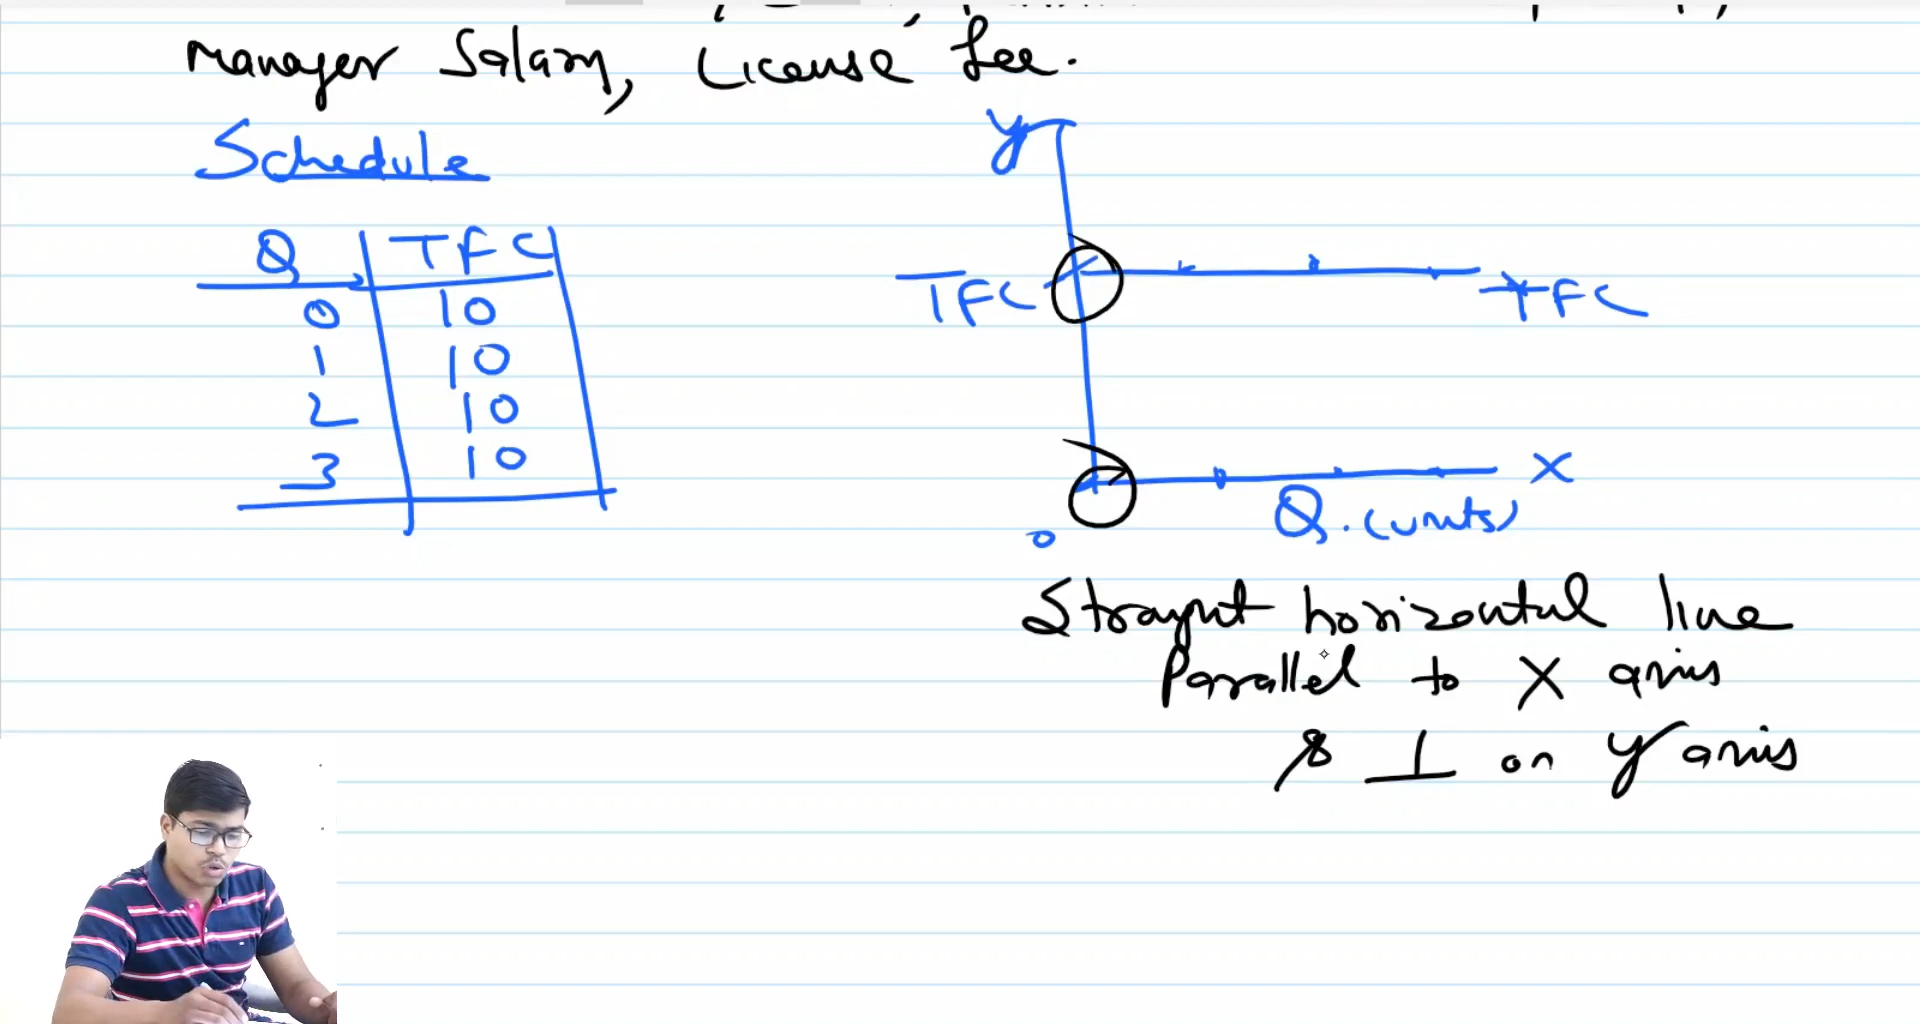 Manager Salary, License fee.
Schedule
Q TFC
0 10
1 10
2 10
3 10
y
TFC
TFC
0
X
Q. (units)
Straight horizontal line
Parallel to X axis
& ⊥ on y axis